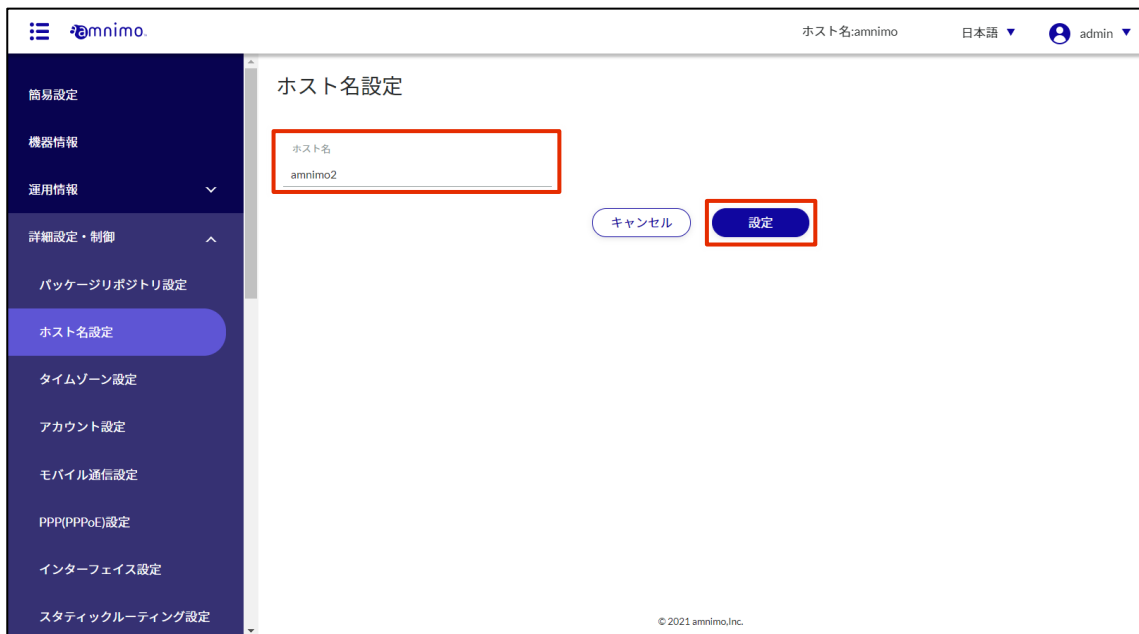 amnimo.
ホスト名:amnimo
日本語 ▼
admin ▼
簡易設定
機器情報
運用情報
詳細設定・制御
パッケージリポジトリ設定
ホスト名設定
タイムゾーン設定
アカウント設定
モバイル通信設定
PPP(PPPoE)設定
インターフェイス設定
スタティックルーティング設定
ホスト名設定
ホスト名
amnimo2
キャンセル
設定
© 2021 amnimo,Inc.